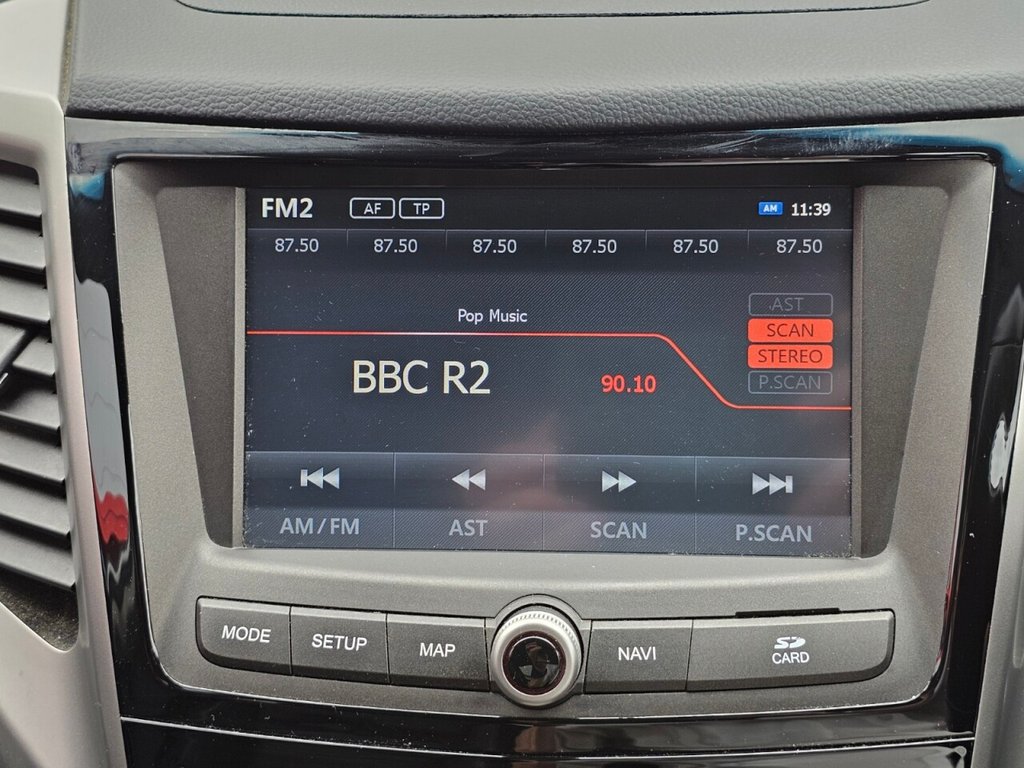 FM2 AF TP AM 11:39
87.50 87.50 87.50 87.50 87.50 87.50
AST
Pop Music
SCAN
STEREO
BBC R2 90.10
P.SCAN
AM/FM AST SCAN P.SCAN
MODE SETUP MAP NAVI SD CARD